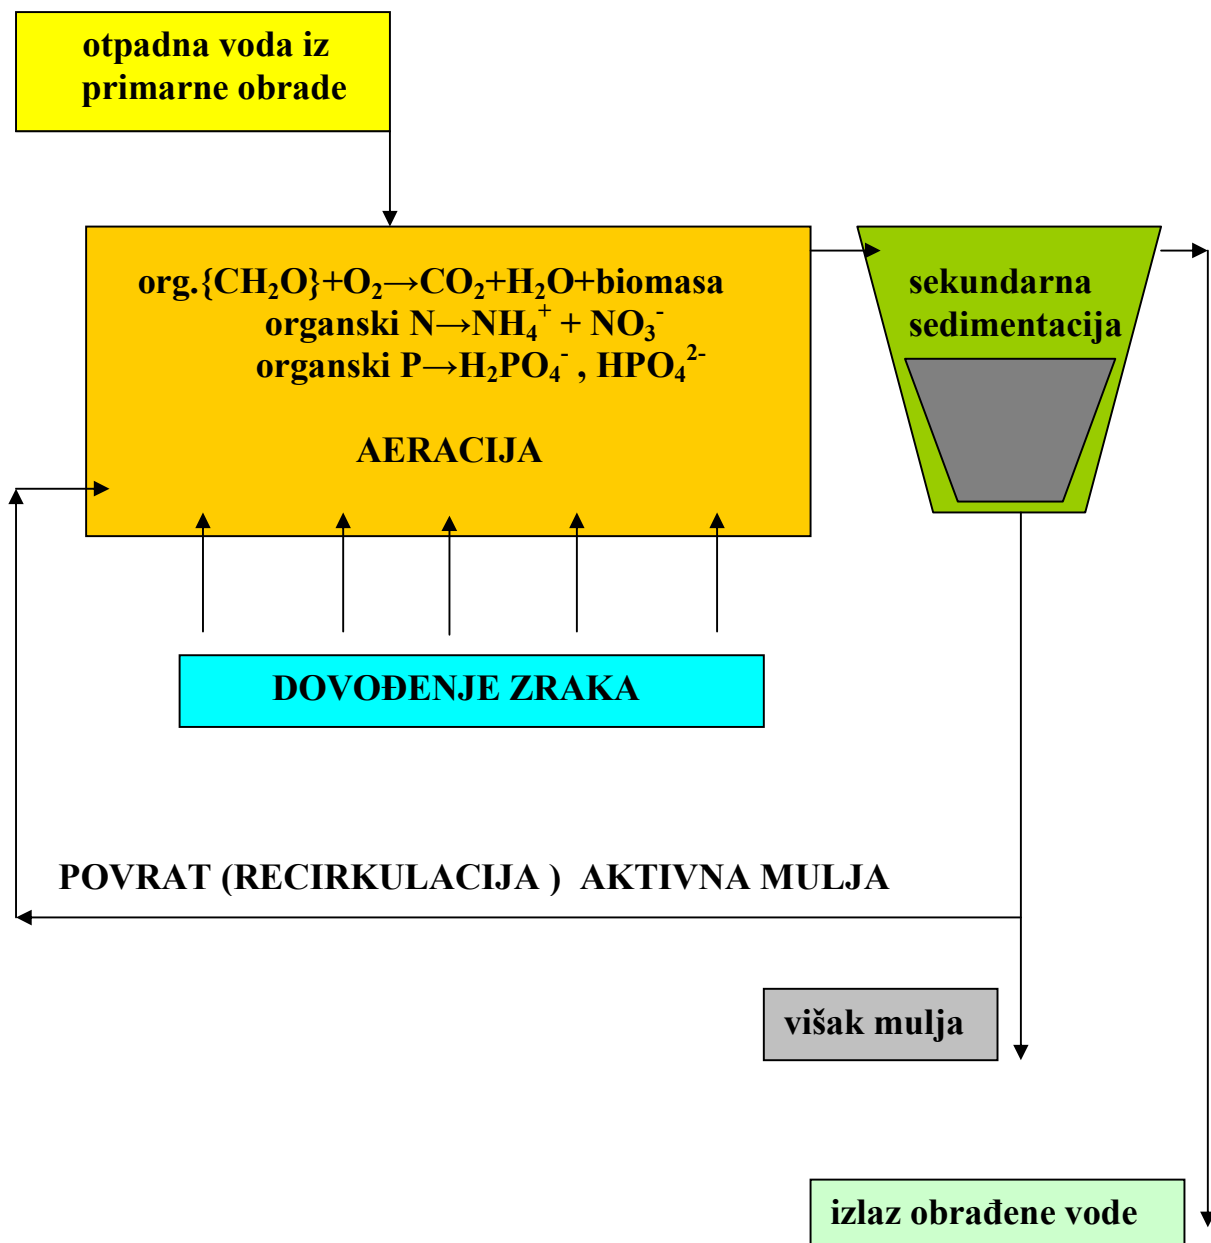 otpadna voda iz
primarne obrade
org.{CH₂O}+O₂→CO₂+H₂O+biomasa
organski N→NH₄⁺ + NO₃⁻
organski P→H₂PO₄⁻ , HPO₄²⁻
AERACIJA
sekundarna
sedimentacija
DOVOĐENJE ZRAKA
POVRAT (RECIRKULACIJA ) AKTIVNA MULJA
višak mulja
izlaz obrađene vode